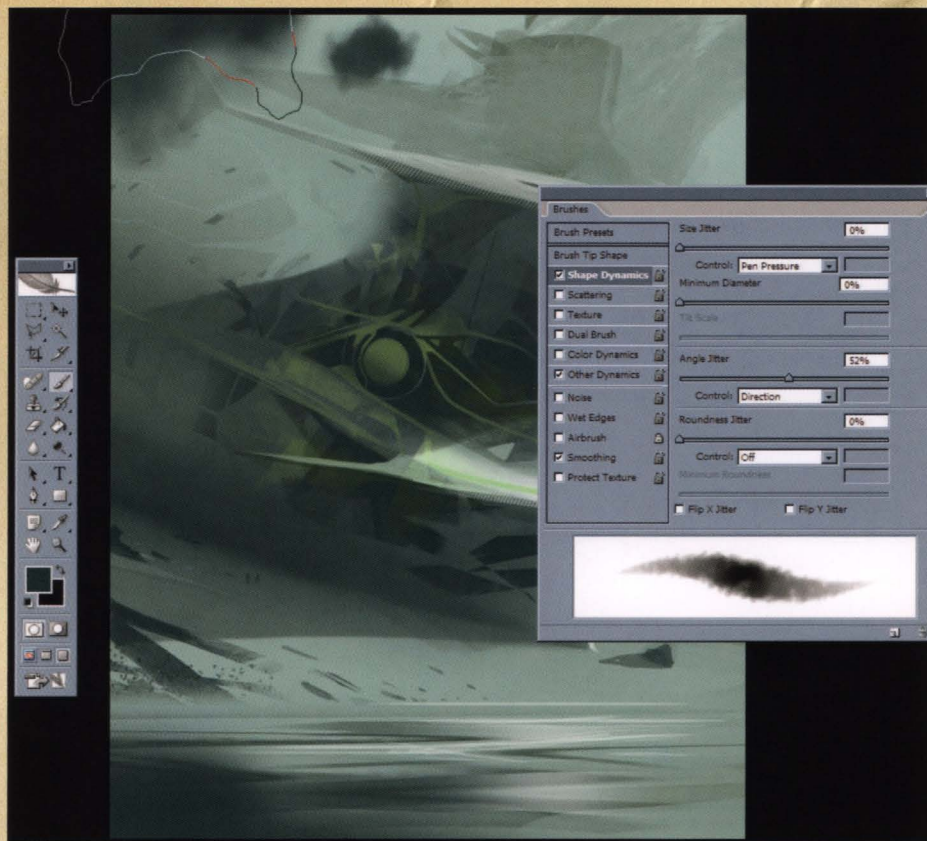 Brushes
Brush Presets
Brush Tip Shape
Shape Dynamics
Scattering
Texture
Dual Brush
Color Dynamics
Other Dynamics
Noise
Wet Edges
Airbrush
Smoothing
Protect Texture
Size Jitter 0%
Control: Pen Pressure
Minimum Diameter 0%
Tilt Scale
Angle Jitter 52%
Control: Direction
Roundness Jitter 0%
Control: Off
Minimum Roundness
Flip X Jitter Flip Y Jitter
T